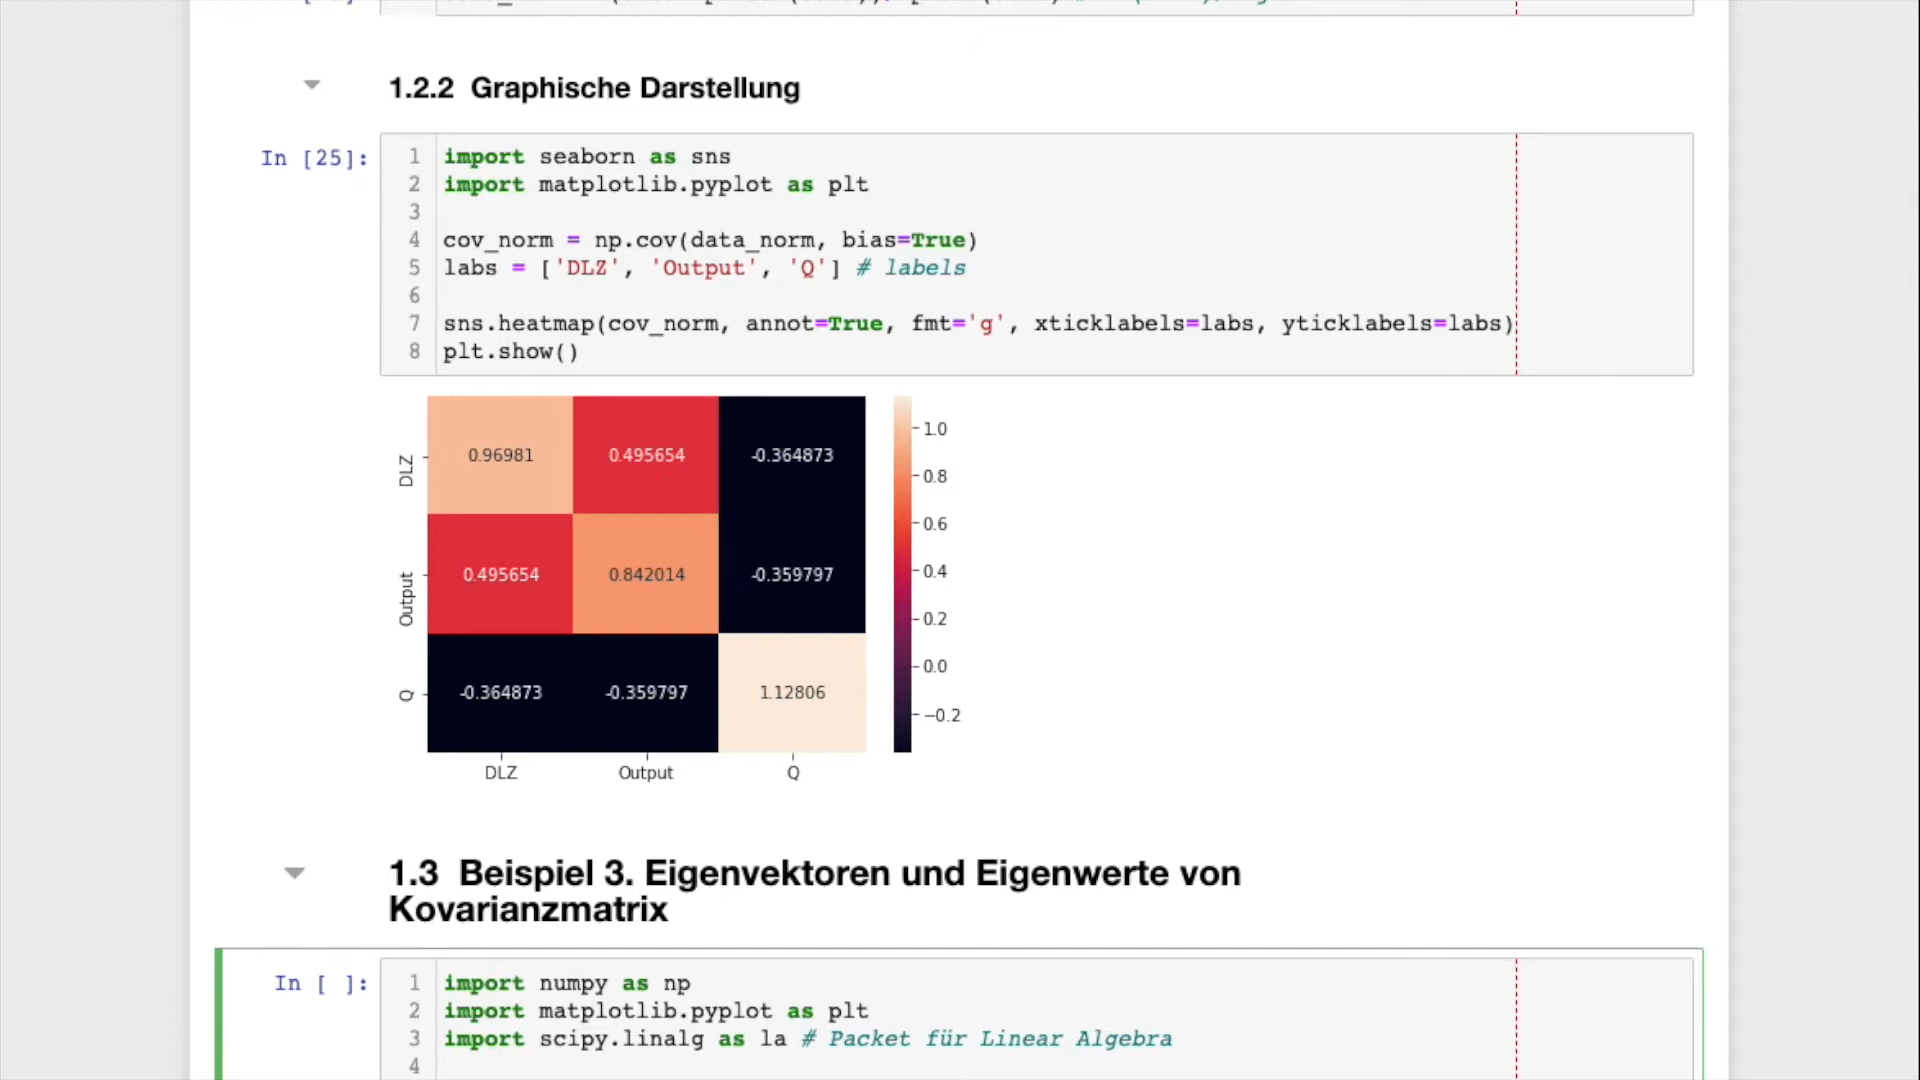 1.2.2 Graphische Darstellung
In [25]:
1 import seaborn as sns
2 import matplotlib.pyplot as plt
3
4 cov_norm = np.cov(data_norm, bias=True)
5 labs = ['DLZ', 'Output', 'Q'] # labels
6
7 sns.heatmap(cov_norm, annot=True, fmt='g', xticklabels=labs, yticklabels=labs)
8 plt.show()
DLZ 0.96981 0.495654 -0.364873
Output 0.495654 0.842014 -0.359797
Q -0.364873 -0.359797 1.12806
DLZ Output Q
1.0
0.8
0.6
0.4
0.2
0.0
−0.2
1.3 Beispiel 3. Eigenvektoren und Eigenwerte von
Kovarianzmatrix
In [ ]:
1 import numpy as np
2 import matplotlib.pyplot as plt
3 import scipy.linalg as la # Packet für Linear Algebra
4